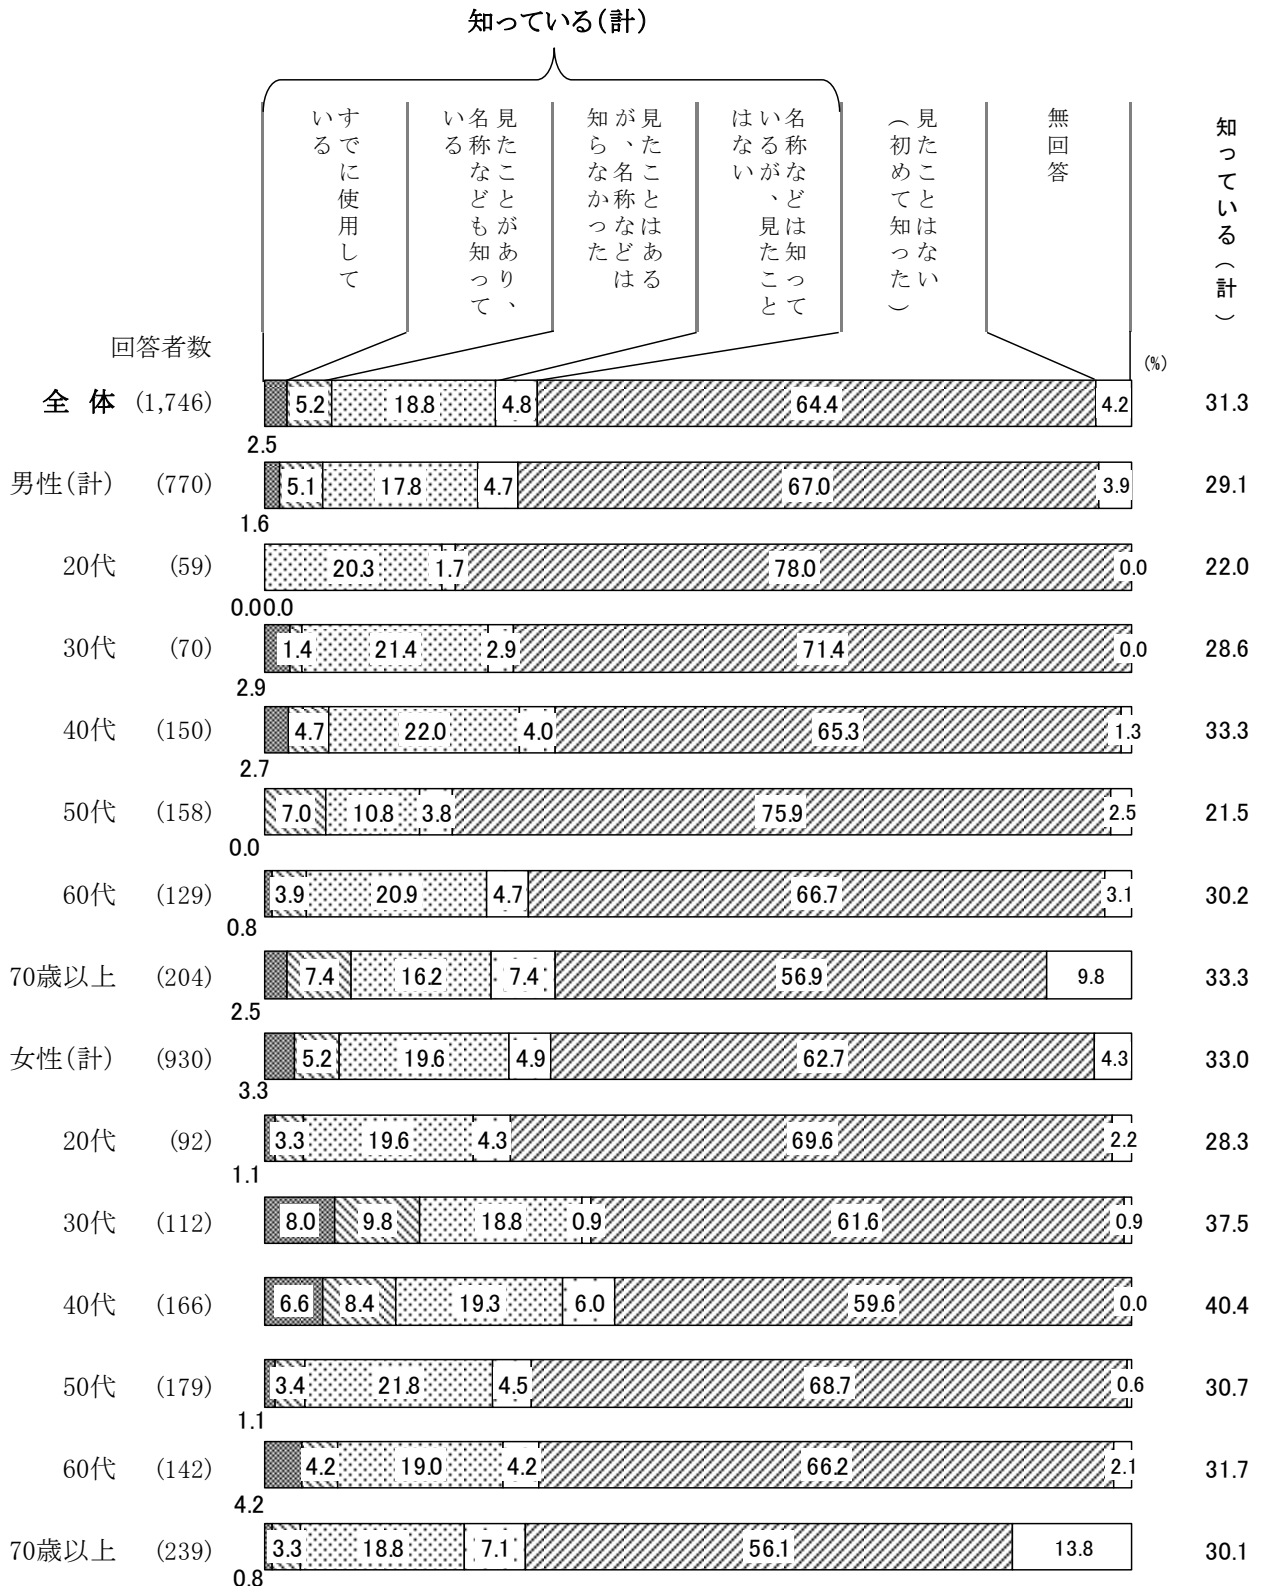 知っている(計)
すでに使用して
いる
見たことがあり、
名称なども知って
いる
見たことはある
が、名称などは
知らなかった
名称などは知って
いるが、見たこと
はない
見たことはない
（初めて知った）
無回答
知っている（計）
回答者数
(%)
全 体 (1,746) 5.2 18.8 4.8 64.4 4.2 31.3
2.5
男性(計) (770) 5.1 17.8 4.7 67.0 3.9 29.1
1.6
20代 (59) 20.3 1.7 78.0 0.0 22.0
0.0 0.0
30代 (70) 1.4 21.4 2.9 71.4 0.0 28.6
2.9
40代 (150) 4.7 22.0 4.0 65.3 1.3 33.3
2.7
50代 (158) 7.0 10.8 3.8 75.9 2.5 21.5
0.0
60代 (129) 3.9 20.9 4.7 66.7 3.1 30.2
0.8
70歳以上 (204) 7.4 16.2 7.4 56.9 9.8 33.3
2.5
女性(計) (930) 5.2 19.6 4.9 62.7 4.3 33.0
3.3
20代 (92) 3.3 19.6 4.3 69.6 2.2 28.3
1.1
30代 (112) 8.0 9.8 18.8 0.9 61.6 0.9 37.5
40代 (166) 6.6 8.4 19.3 6.0 59.6 0.0 40.4
50代 (179) 3.4 21.8 4.5 68.7 0.6 30.7
1.1
60代 (142) 4.2 19.0 4.2 66.2 2.1 31.7
4.2
70歳以上 (239) 3.3 18.8 7.1 56.1 13.8 30.1
0.8